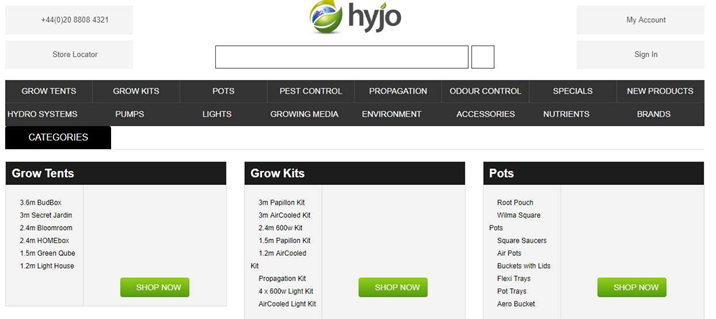 +44(0)20 8808 4321
hyjo
My Account
Store Locator
Sign In
GROW TENTS GROW KITS POTS PEST CONTROL PROPAGATION ODOUR CONTROL SPECIALS NEW PRODUCTS
HYDRO SYSTEMS PUMPS LIGHTS GROWING MEDIA ENVIRONMENT ACCESSORIES NUTRIENTS BRANDS
CATEGORIES
Grow Tents
3.6m BudBox
3m Secret Jardin
2.4m Bloomroom
2.4m HOMEbox
1.5m Green Qube
1.2m Light House
SHOP NOW
Grow Kits
3m Papillon Kit
3m AirCooled Kit
2.4m 600w Kit
1.5m Papillon Kit
1.2m AirCooled
Kit
Propagation Kit
4 x 600w Light Kit
AirCooled Light Kit
SHOP NOW
Pots
Root Pouch
Wilma Square
Pots
Square Saucers
Air Pots
Buckets with Lids
Flexi Trays
Pot Trays
Aero Bucket
SHOP NOW